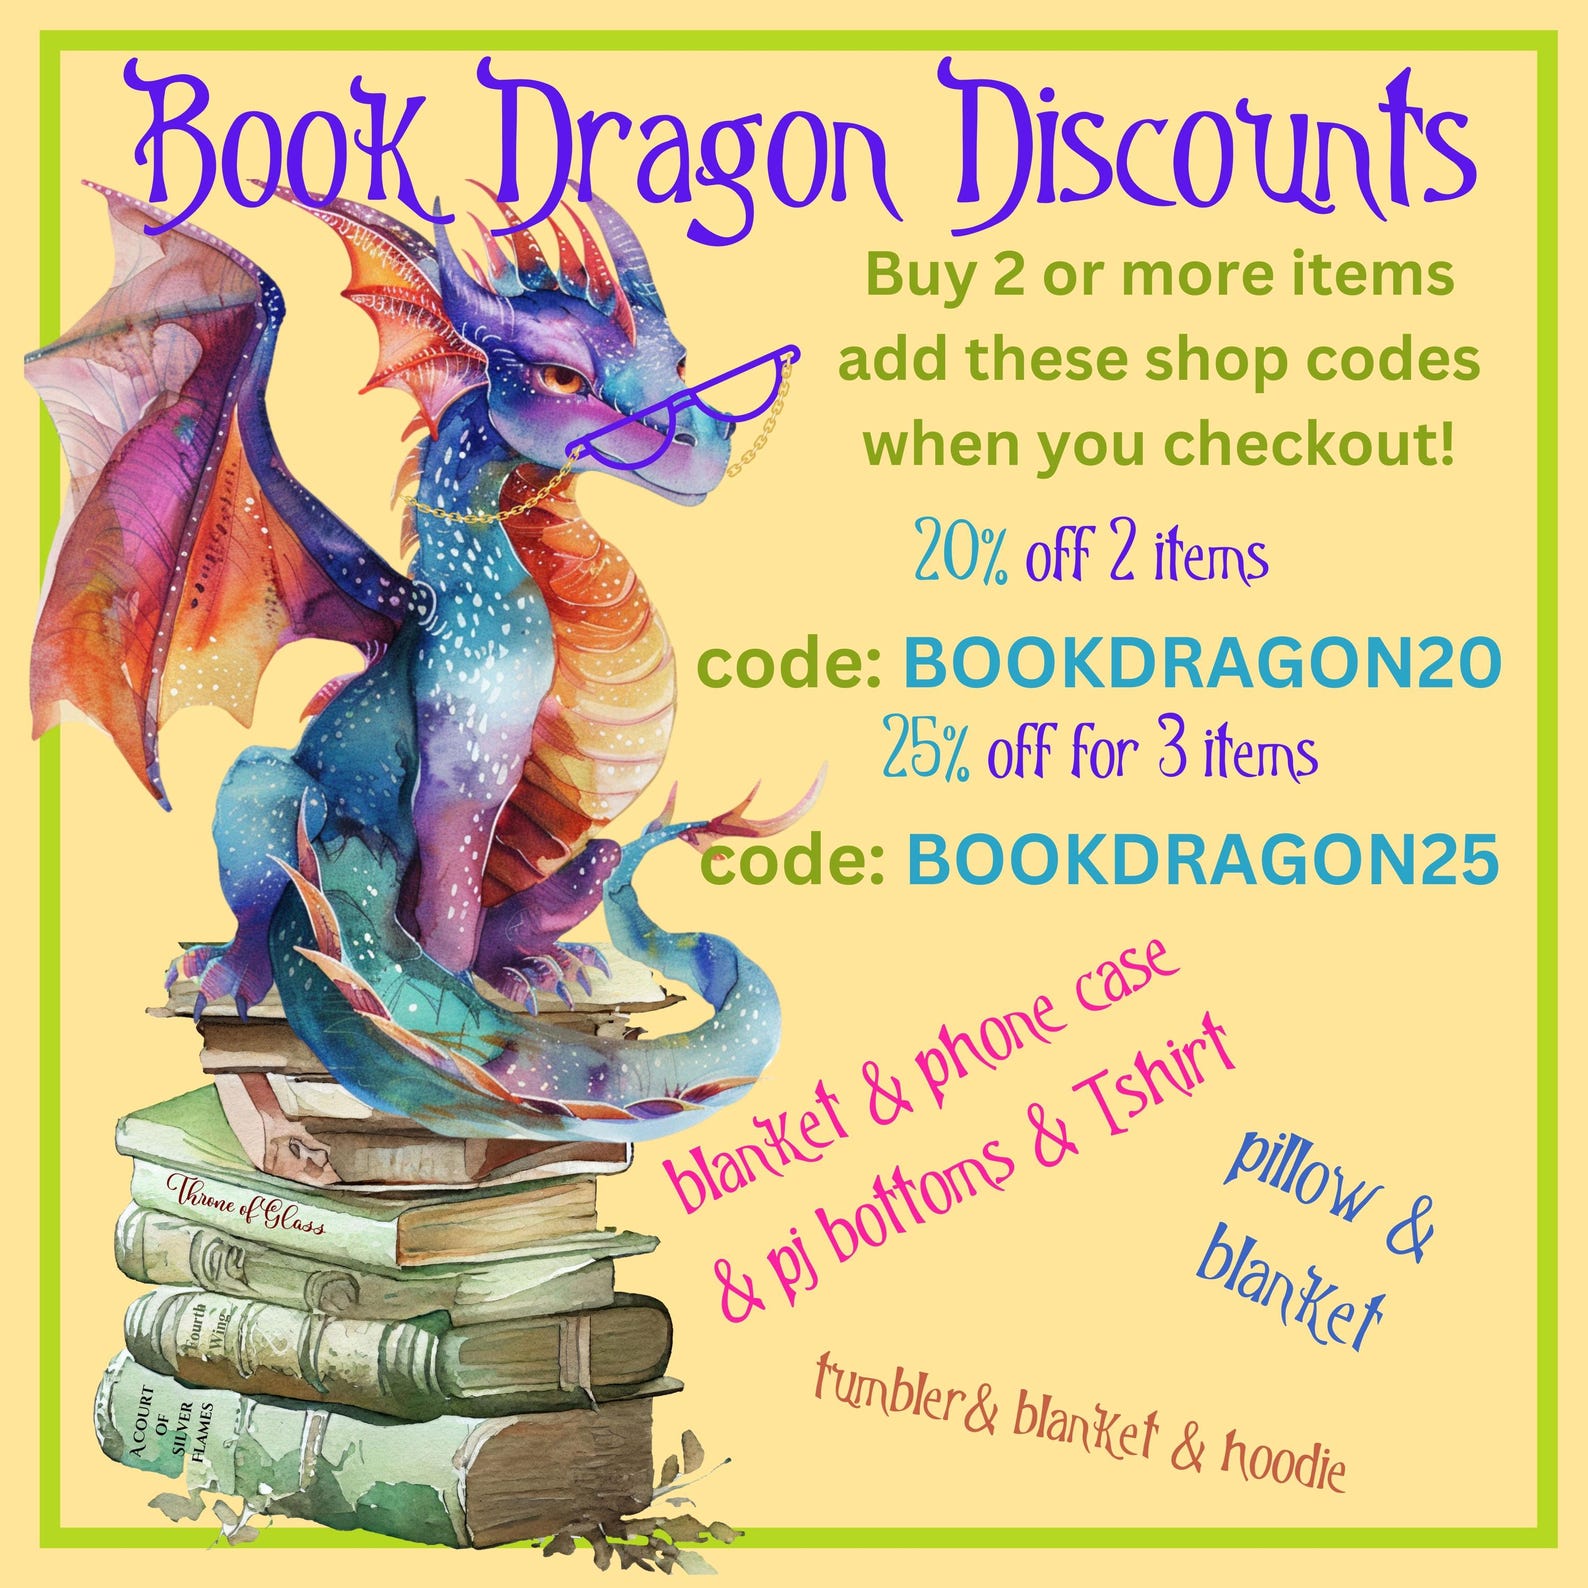 Book Dragon Discounts
Buy 2 or more items
add these shop codes
when you checkout!
20% off 2 items
code: BOOKDRAGON20
25% off for 3 items
code: BOOKDRAGON25
blanket & phone case
& pj bottoms & Tshirt
pillow &
blanket
tumbler& blanket & hoodie
Throne of Glass
Fourth
Wing
A COURT
OF
SILVER
FLAMES